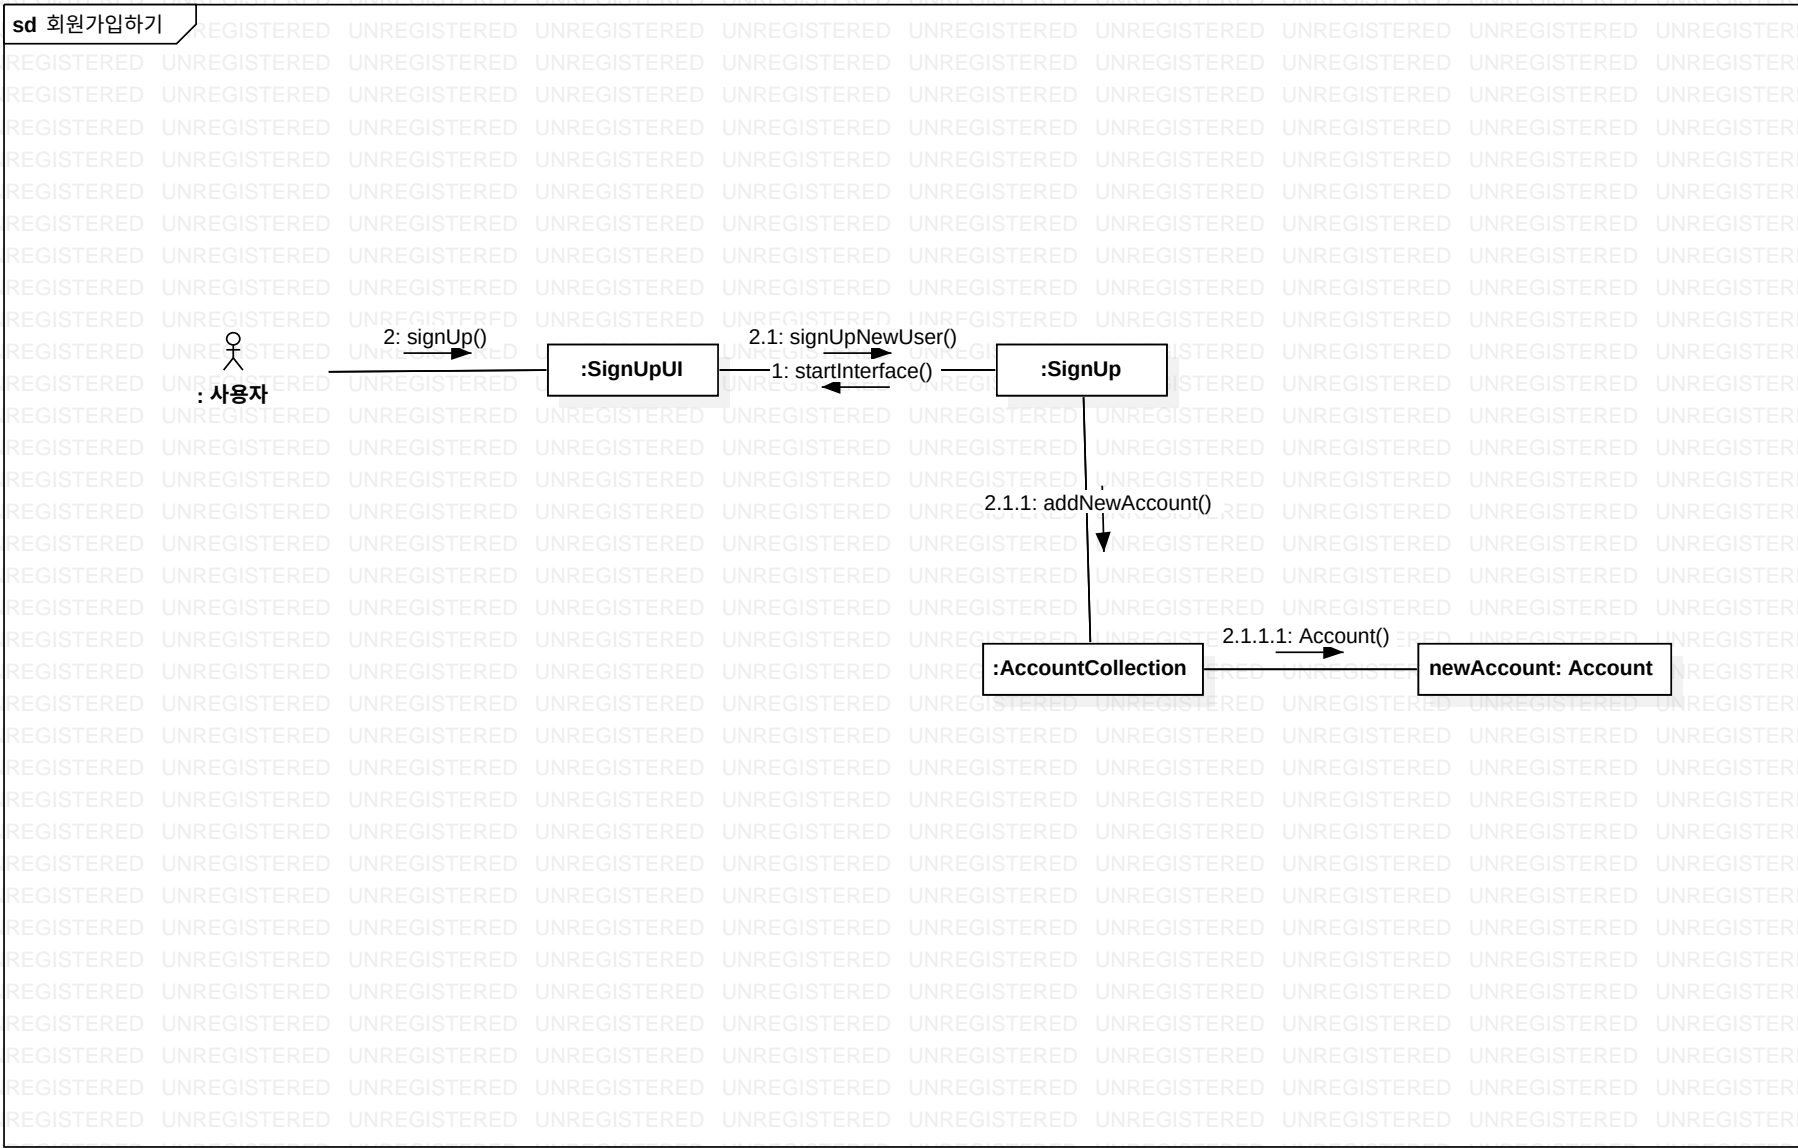 sd 회원가입하기
2: signUp()
2.1: signUpNewUser()
1: startInterface()
: 사용자
:SignUpUI
:SignUp
2.1.1: addNewAccount()
2.1.1.1: Account()
:AccountCollection
newAccount: Account
UNREGISTERED